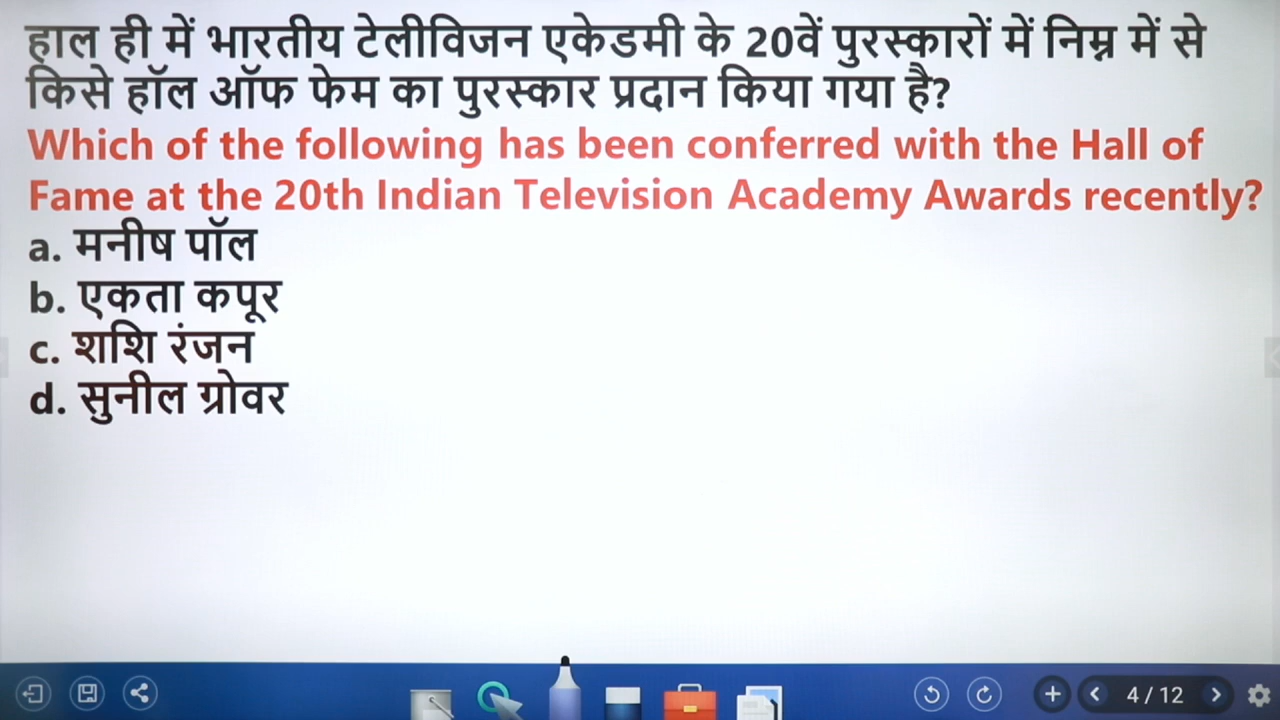 हाल ही में भारतीय टेलीविजन एकेडमी के 20वें पुरस्कारों में निम्न में से
किसे हॉल ऑफ फेम का पुरस्कार प्रदान किया गया है?
Which of the following has been conferred with the Hall of
Fame at the 20th Indian Television Academy Awards recently?
a. मनीष पॉल
b. एकता कपूर
c. शशि रंजन
d. सुनील ग्रोवर
4 / 12